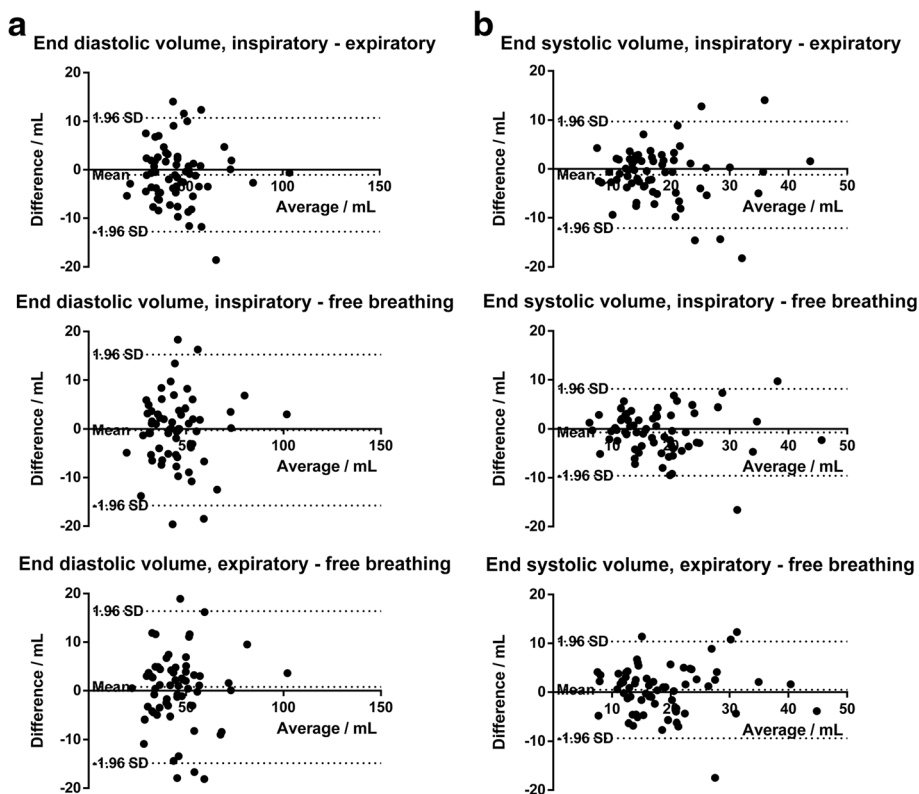 a
End diastolic volume, inspiratory - expiratory
Difference / mL
20
10
0
-10
-20
1.96 SD
Mean
-1.96 SD
50
100
150
Average / mL
b
End systolic volume, inspiratory - expiratory
Difference / mL
20
10
0
-10
-20
1.96 SD
Mean
-1.96 SD
10
20
30
40
50
Average / mL
End diastolic volume, inspiratory - free breathing
Difference / mL
20
10
0
-10
-20
1.96 SD
Mean
-1.96 SD
50
100
150
Average / mL
End systolic volume, inspiratory - free breathing
Difference / mL
20
10
0
-10
-20
1.96 SD
Mean
-1.96 SD
10
20
30
40
50
Average / mL
End diastolic volume, expiratory - free breathing
Difference / mL
20
10
0
-10
-20
1.96 SD
Mean
-1.96 SD
50
100
150
Average / mL
End systolic volume, expiratory - free breathing
Difference / mL
20
10
0
-10
-20
1.96 SD
Mean
-1.96 SD
10
20
30
40
50
Average / mL